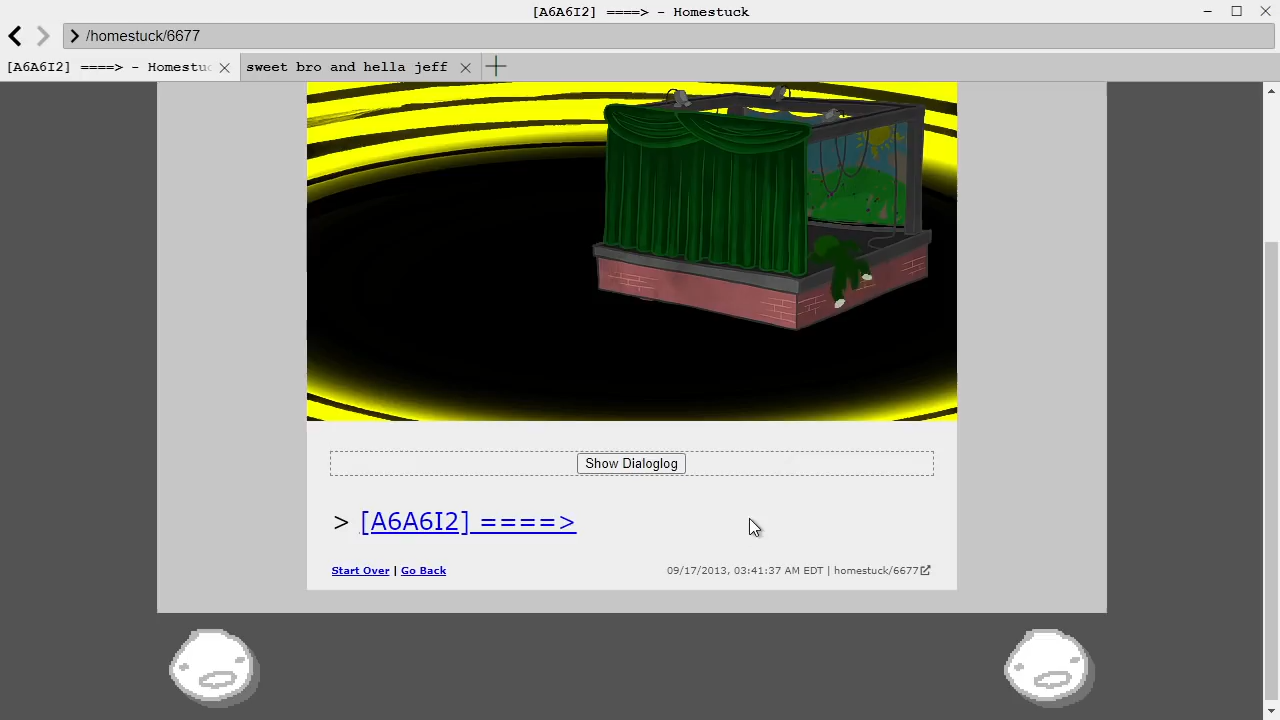 [A6A6I2] ====> - Homestuck
/homestuck/6677
[A6A6I2] ====> - Homestuc
sweet bro and hella jeff
Show Dialoglog
> [A6A6I2] ====>
Start Over | Go Back
09/17/2013, 03:41:37 AM EDT | homestuck/6677